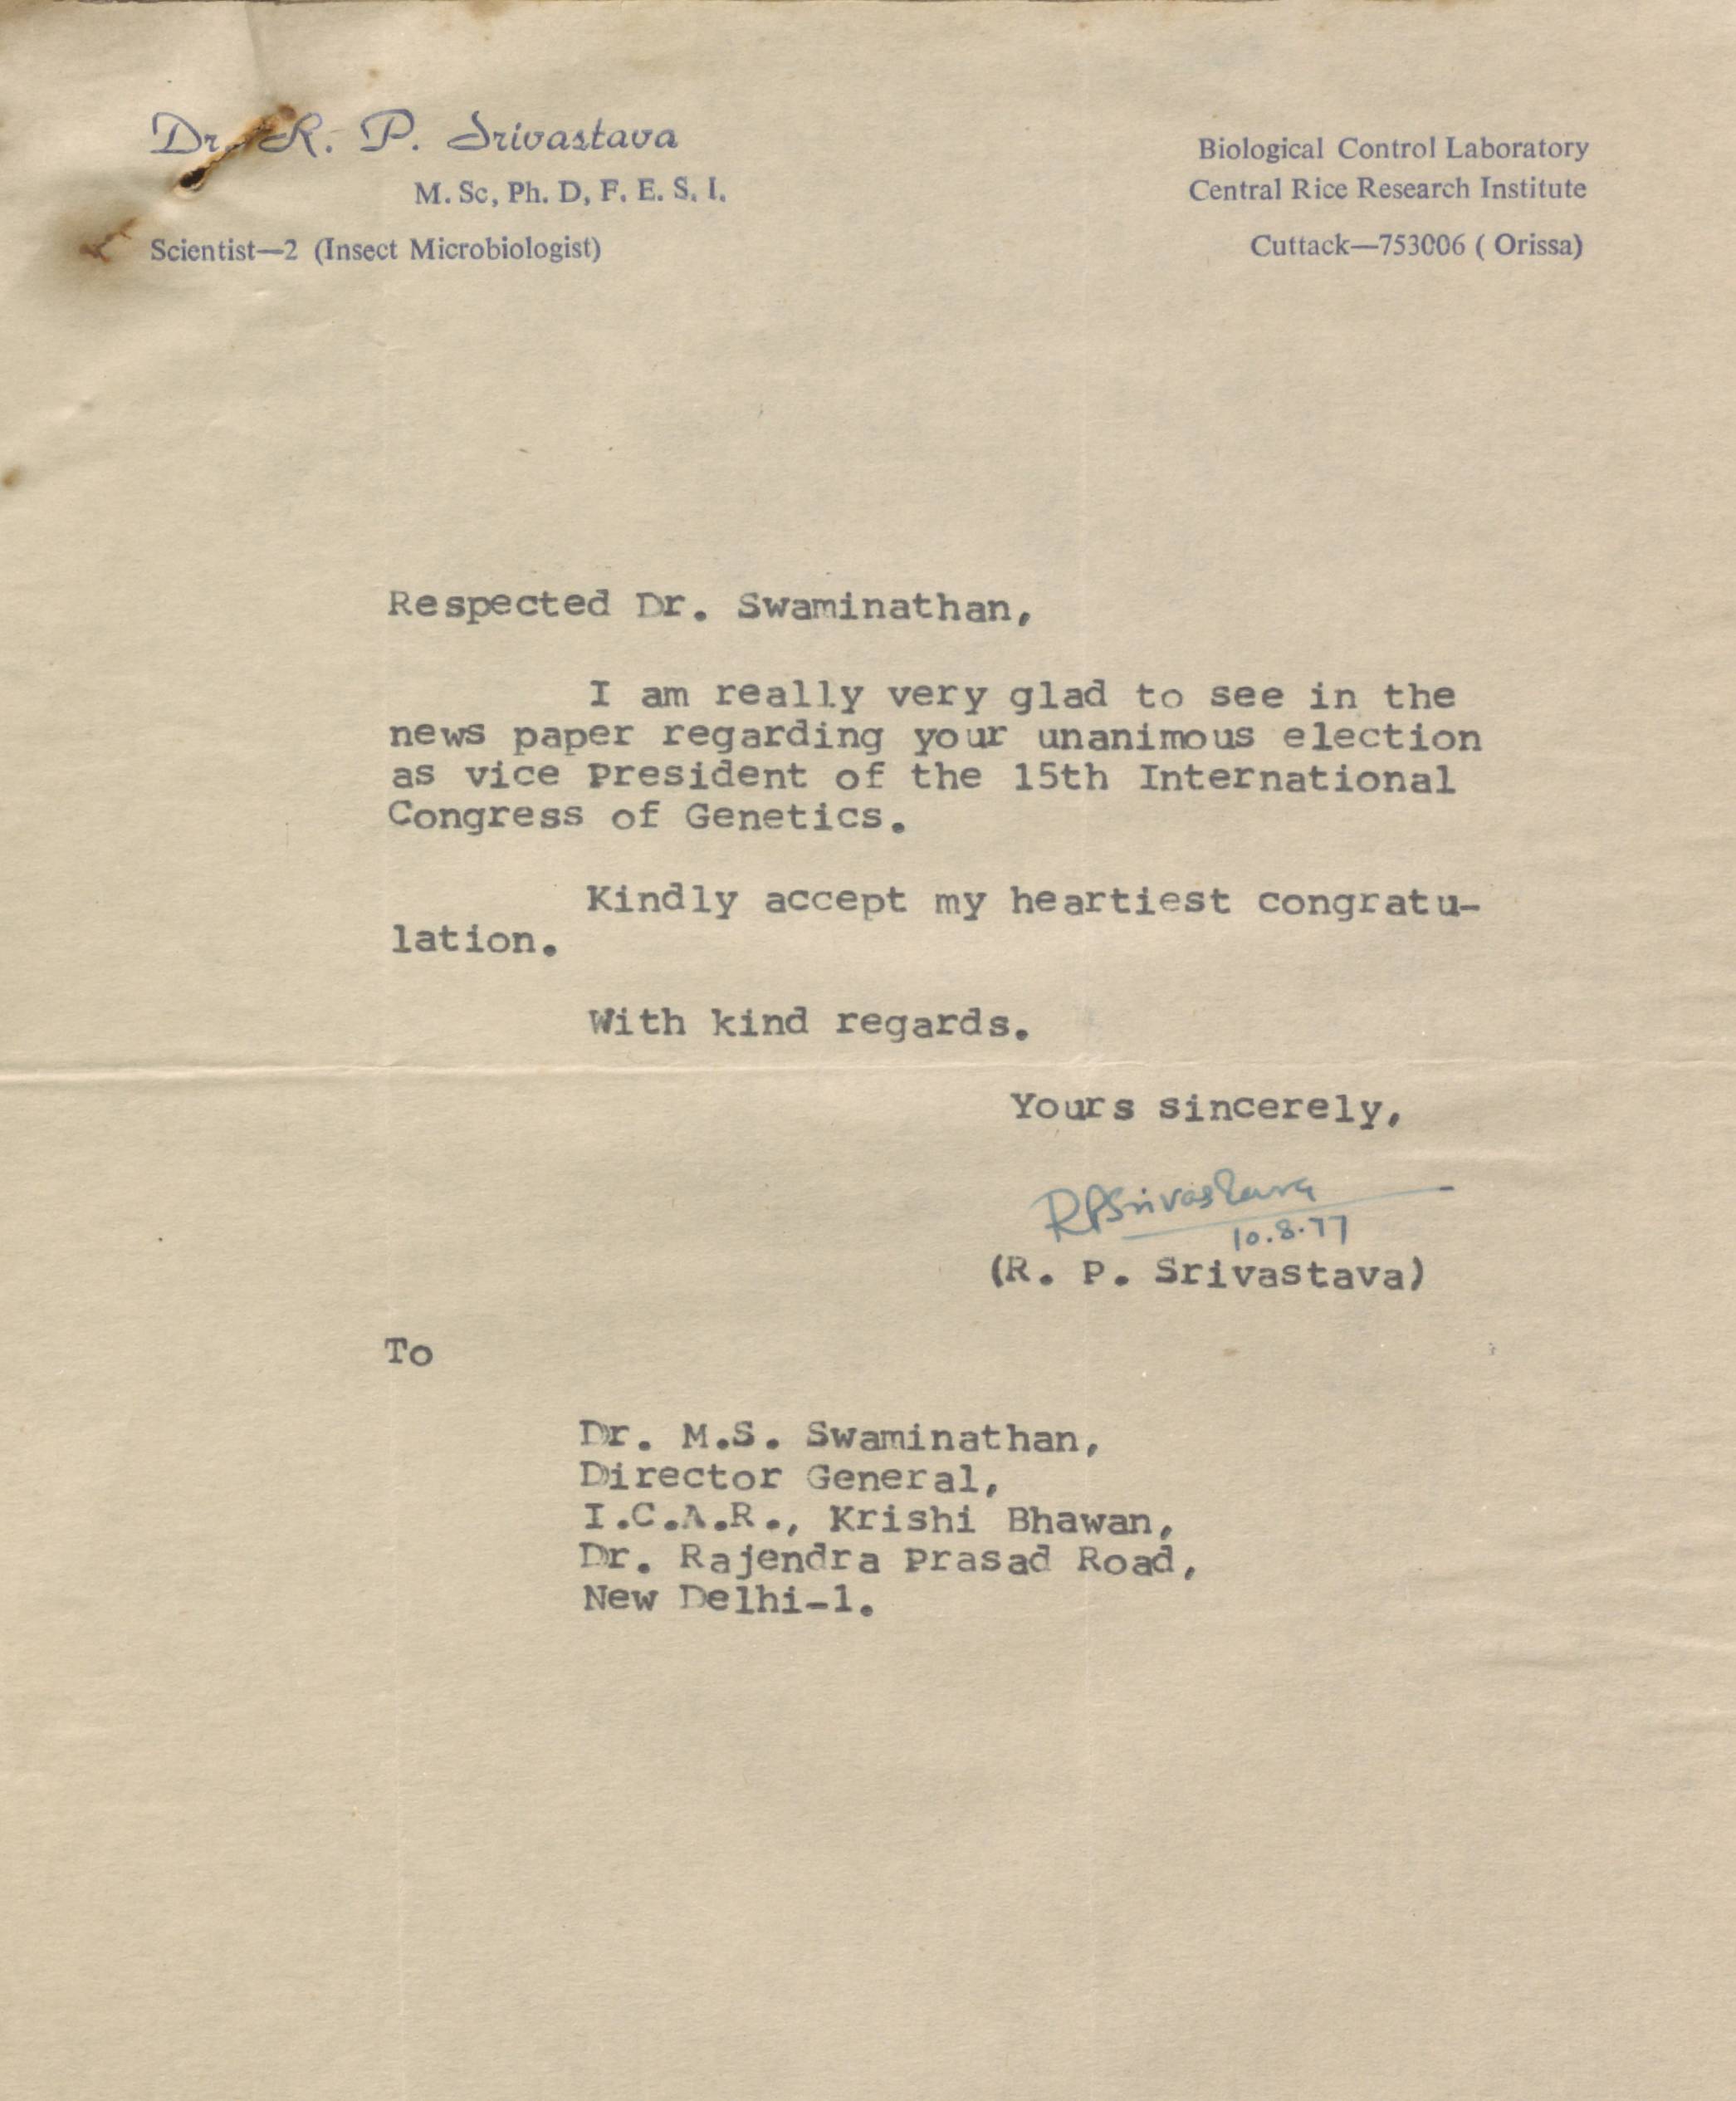 Dr. R. P. Srivastava
M. Sc, Ph. D, F. E. S. I.
Scientist—2 (Insect Microbiologist)
Biological Control Laboratory
Central Rice Research Institute
Cuttack—753006 ( Orissa)
Respected Dr. Swaminathan,
I am really very glad to see in the
news paper regarding your unanimous election
as vice President of the 15th International
Congress of Genetics.
Kindly accept my heartiest congratu-
lation.
With kind regards.
Yours sincerely,
RPSrivastava
10.8.77
(R. P. Srivastava)
To
Dr. M.S. Swaminathan,
Director General,
I.C.A.R., Krishi Bhawan,
Dr. Rajendra Prasad Road,
New Delhi-1.